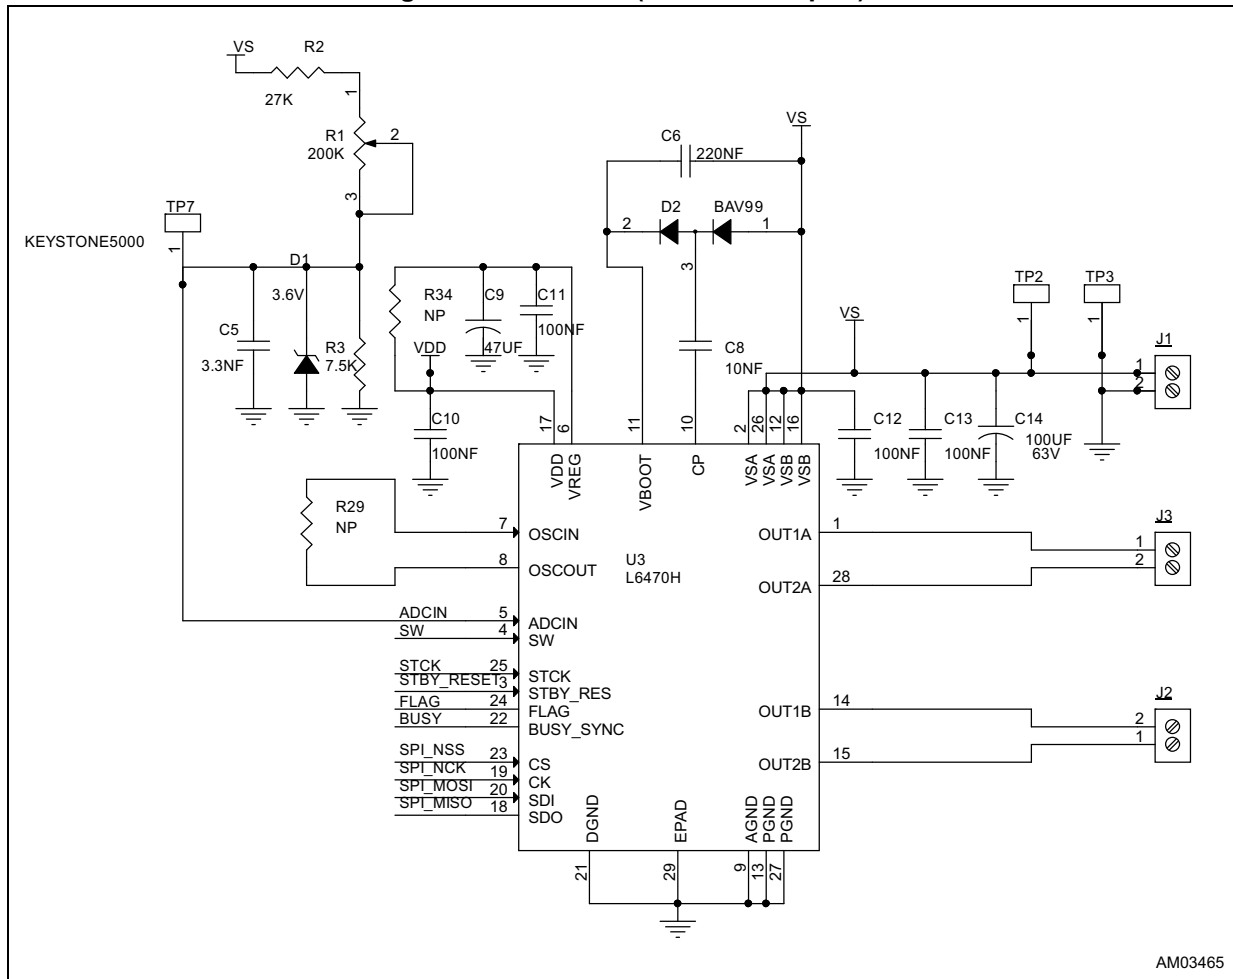 VS
R2
27K
1
R1
200K
2
3
TP7
KEYSTONE5000
1
C6
220NF
VS
D2
BAV99
2
1
3
D1
3.6V
C5
3.3NF
R3
7.5K
R34
NP
C9
47UF
C11
100NF
VDD
C10
100NF
C8
10NF
VS
TP2
1
TP3
1
J1
1
2
C12
100NF
C13
100NF
C14
100UF
63V
17
6
11
10
2
26
12
16
VDD
VREG
VBOOT
CP
VSA
VSA
VSB
VSB
R29
NP
7
OSCIN
8
OSCOUT
U3
L6470H
OUT1A
1
OUT2A
28
J3
1
2
ADCIN
5
ADCIN
SW
4
SW
STCK
25
STCK
STBY_RESET
3
STBY_RES
FLAG
24
FLAG
BUSY
22
BUSY_SYNC
OUT1B
14
OUT2B
15
J2
2
1
SPI_NSS
23
CS
SPI_NCK
19
CK
SPI_MOSI
20
SDI
SPI_MISO
18
SDO
DGND
EPAD
AGND
PGND
PGND
21
29
9
13
27
AM03465